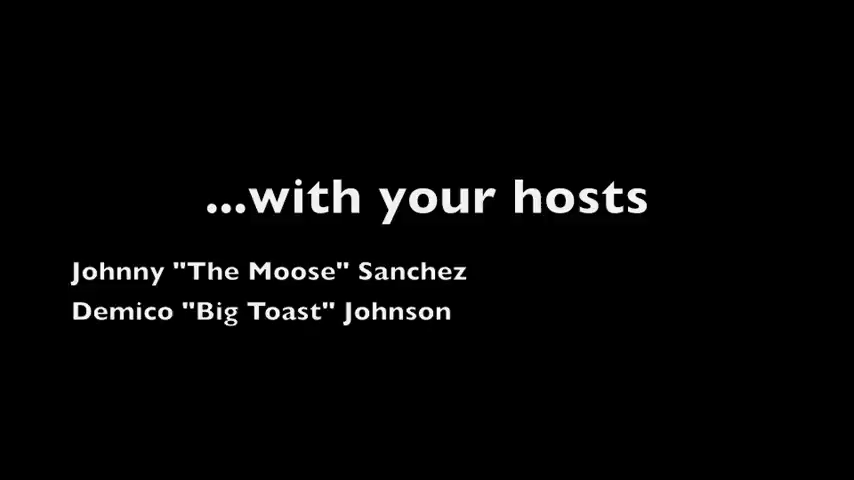 ...with your hosts
Johnny "The Moose" Sanchez
Demico "Big Toast" Johnson